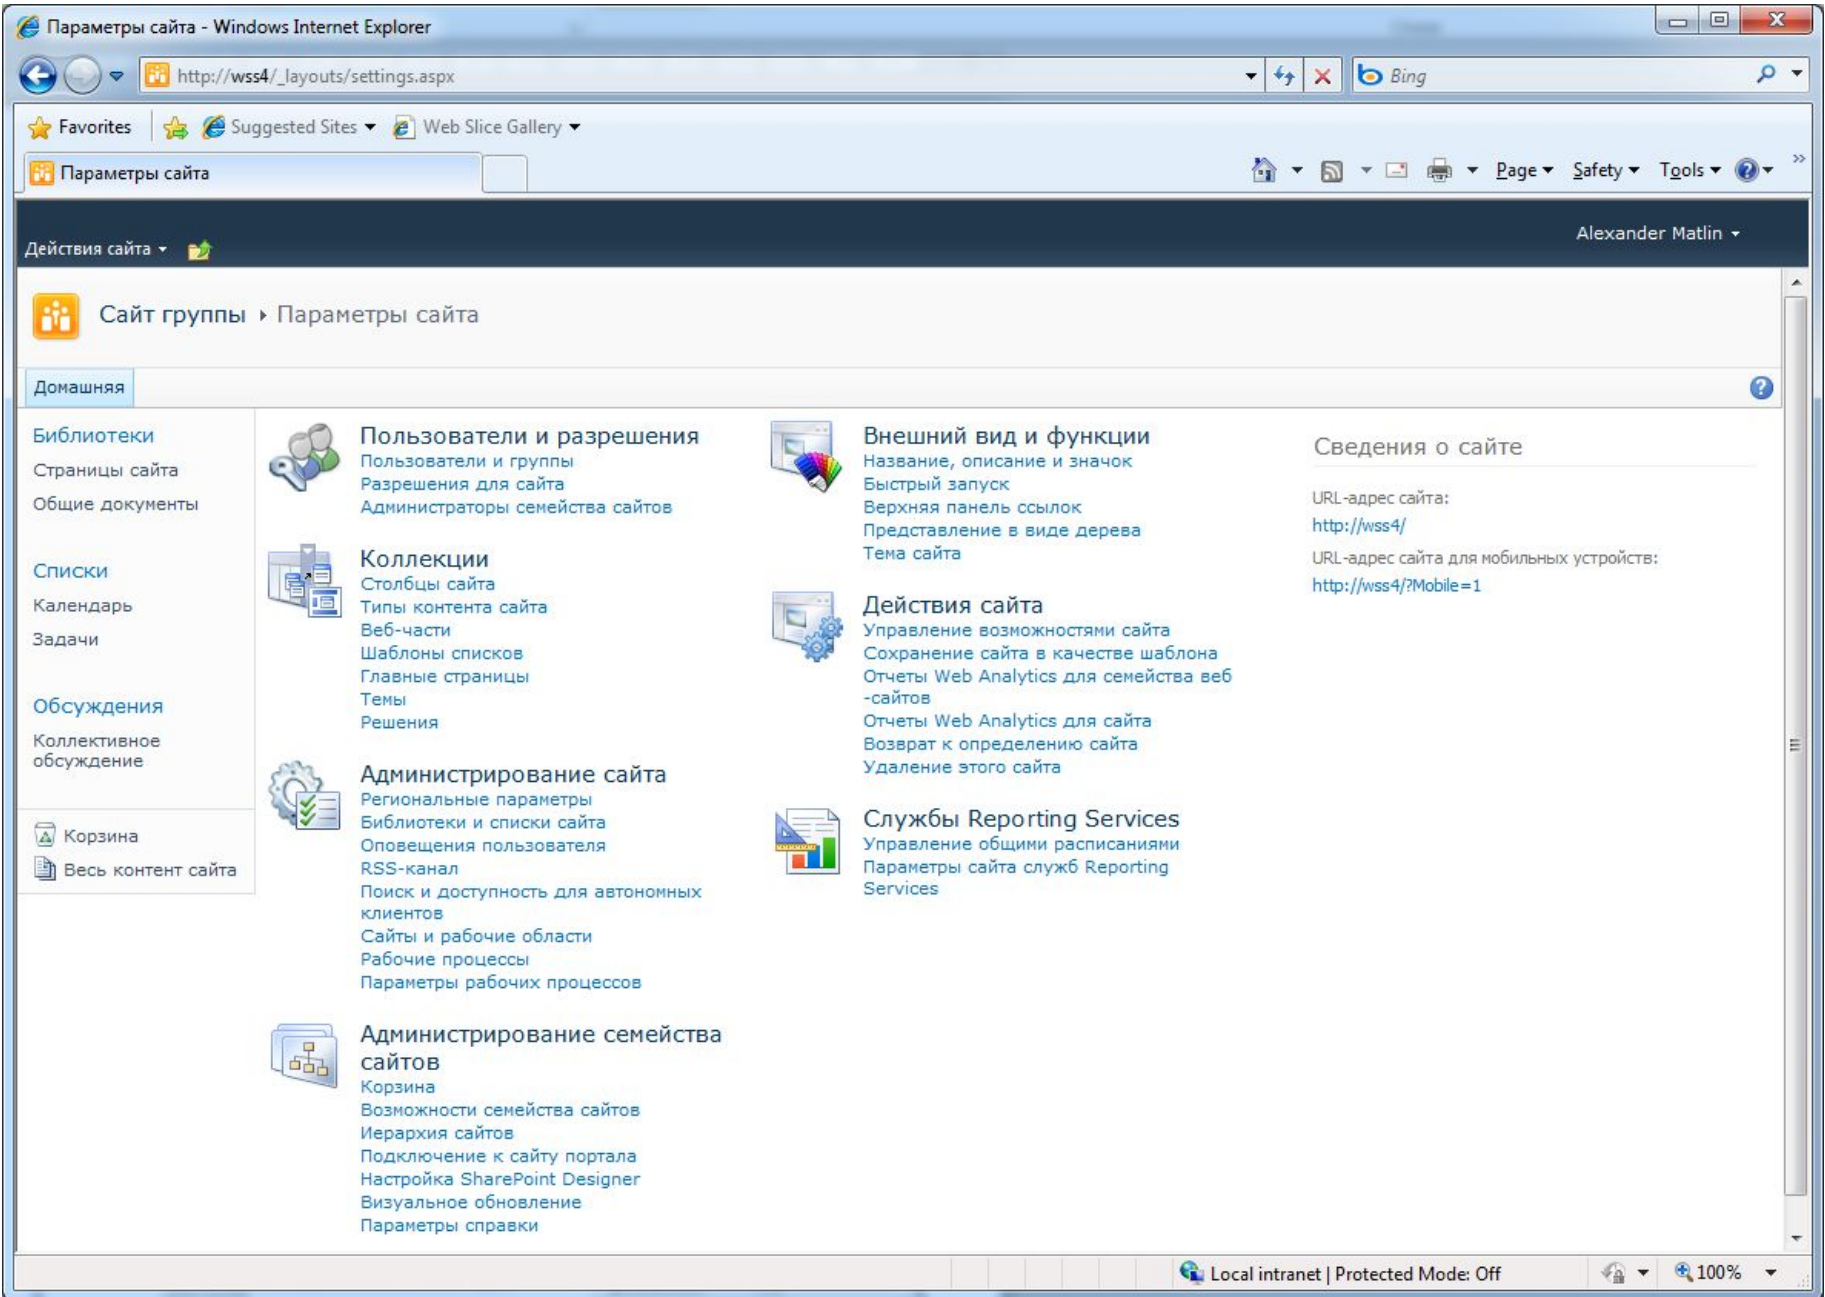 Параметры сайта - Windows Internet Explorer
http://wss4/_layouts/settings.aspx
Bing
Favorites
Suggested Sites
Web Slice Gallery
Параметры сайта
Page
Safety
Tools
Действия сайта
Alexander Matlin
Сайт группы
Параметры сайта
Домашняя
Библиотеки
Страницы сайта
Общие документы
Списки
Календарь
Задачи
Обсуждения
Коллективное
обсуждение
Корзина
Весь контент сайта
Пользователи и разрешения
Пользователи и группы
Разрешения для сайта
Администраторы семейства сайтов
Коллекции
Столбцы сайта
Типы контента сайта
Веб-части
Шаблоны списков
Главные страницы
Темы
Решения
Администрирование сайта
Региональные параметры
Библиотеки и списки сайта
Оповещения пользователя
RSS-канал
Поиск и доступность для автономных
клиентов
Сайты и рабочие области
Рабочие процессы
Параметры рабочих процессов
Администрирование семейства
сайтов
Корзина
Возможности семейства сайтов
Иерархия сайтов
Подключение к сайту портала
Настройка SharePoint Designer
Визуальное обновление
Параметры справки
Внешний вид и функции
Название, описание и значок
Быстрый запуск
Верхняя панель ссылок
Представление в виде дерева
Тема сайта
Действия сайта
Управление возможностями сайта
Сохранение сайта в качестве шаблона
Отчеты Web Analytics для семейства веб
-сайтов
Отчеты Web Analytics для сайта
Возврат к определению сайта
Удаление этого сайта
Службы Reporting Services
Управление общими расписаниями
Параметры сайта служб Reporting
Services
Сведения о сайте
URL-адрес сайта:
http://wss4/
URL-адрес сайта для мобильных устройств:
http://wss4/?Mobile=1
Local intranet | Protected Mode: Off
100%